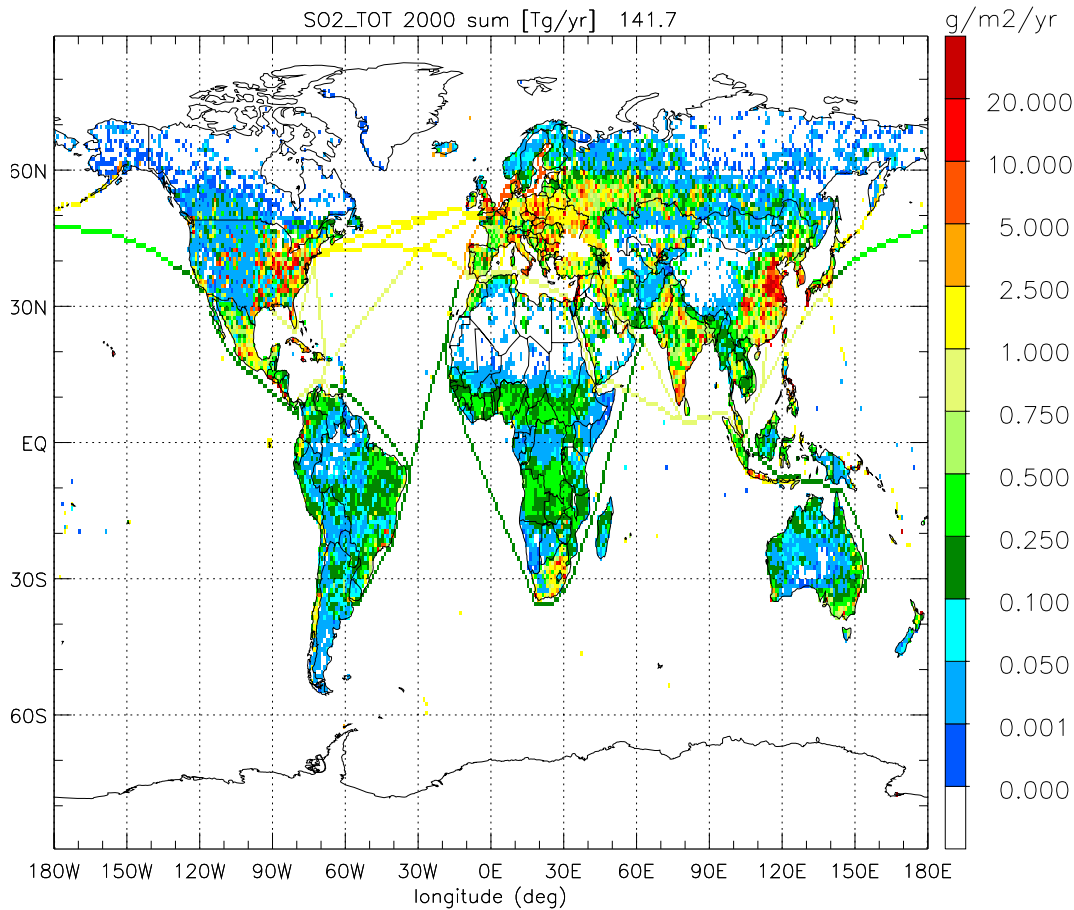 SO2_TOT 2000 sum [Tg/yr] 141.7
g/m2/yr
20.000
10.000
5.000
2.500
1.000
0.750
0.500
0.250
0.100
0.050
0.001
0.000
60N
30N
EQ
30S
60S
180W 150W 120W 90W 60W 30W 0E 30E 60E 90E 120E 150E 180E
longitude (deg)